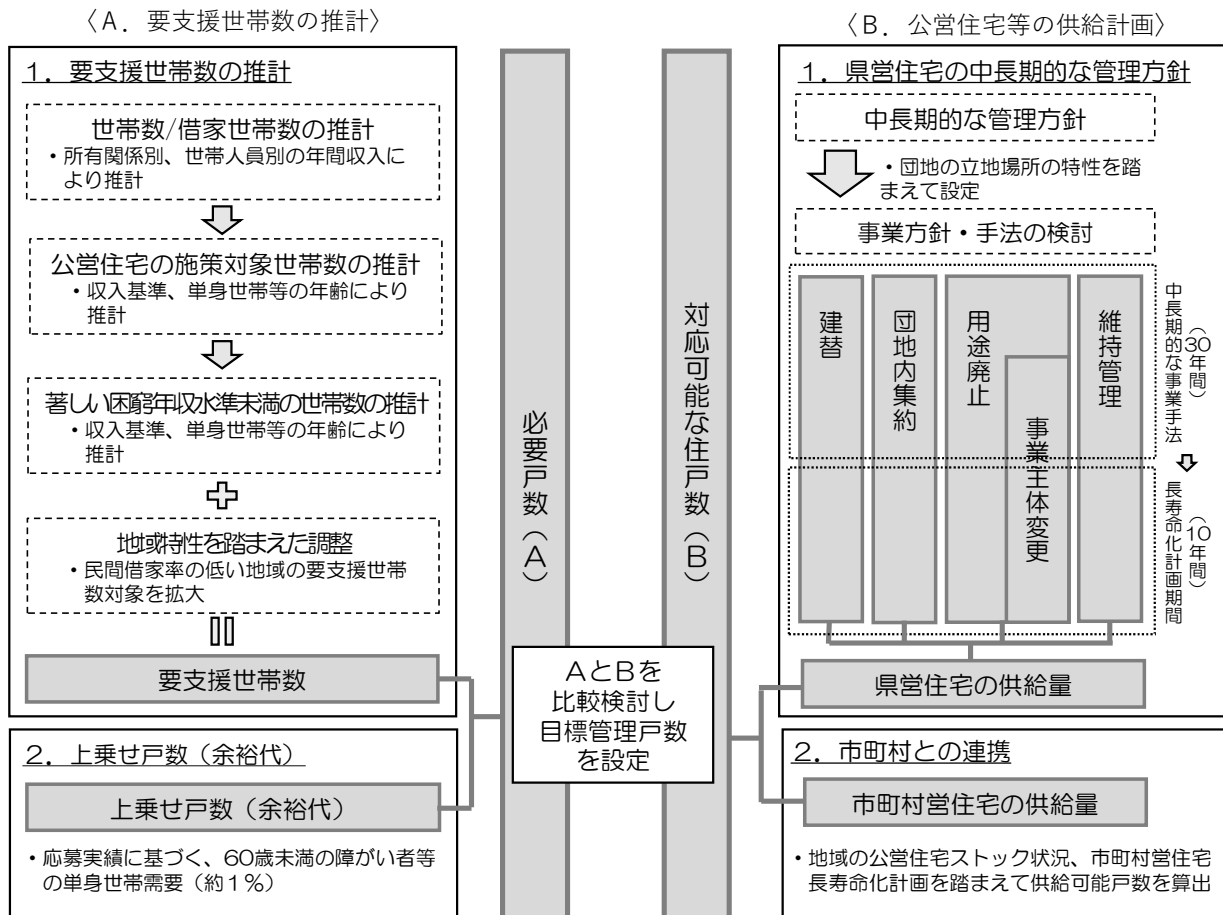 〈A．要支援世帯数の推計〉
1．要支援世帯数の推計
世帯数/借家世帯数の推計
・所有関係別、世帯人員別の年間収入に
より推計
公営住宅の施策対象世帯数の推計
・収入基準、単身世帯等の年齢により
推計
著しい困窮年収水準未満の世帯数の推計
・収入基準、単身世帯等の年齢により
推計
地域特性を踏まえた調整
・民間借家率の低い地域の要支援世帯
数対象を拡大
要支援世帯数
2．上乗せ戸数（余裕代）
上乗せ戸数（余裕代）
・応募実績に基づく、60歳未満の障がい者等
の単身世帯需要（約１％）
必要戸数（A）
対応可能な住戸数（B）
AとBを
比較検討し
目標管理戸数
を設定
〈B．公営住宅等の供給計画〉
1．県営住宅の中長期的な管理方針
中長期的な管理方針
・団地の立地場所の特性を踏
まえて設定
事業方針・手法の検討
建替
団地内集約
用途廃止
事業主体変更
維持管理
中長期的な事業手法
（30年間）
長寿命化計画期間
（10年間）
県営住宅の供給量
2．市町村との連携
市町村営住宅の供給量
・地域の公営住宅ストック状況、市町村営住宅
長寿命化計画を踏まえて供給可能戸数を算出